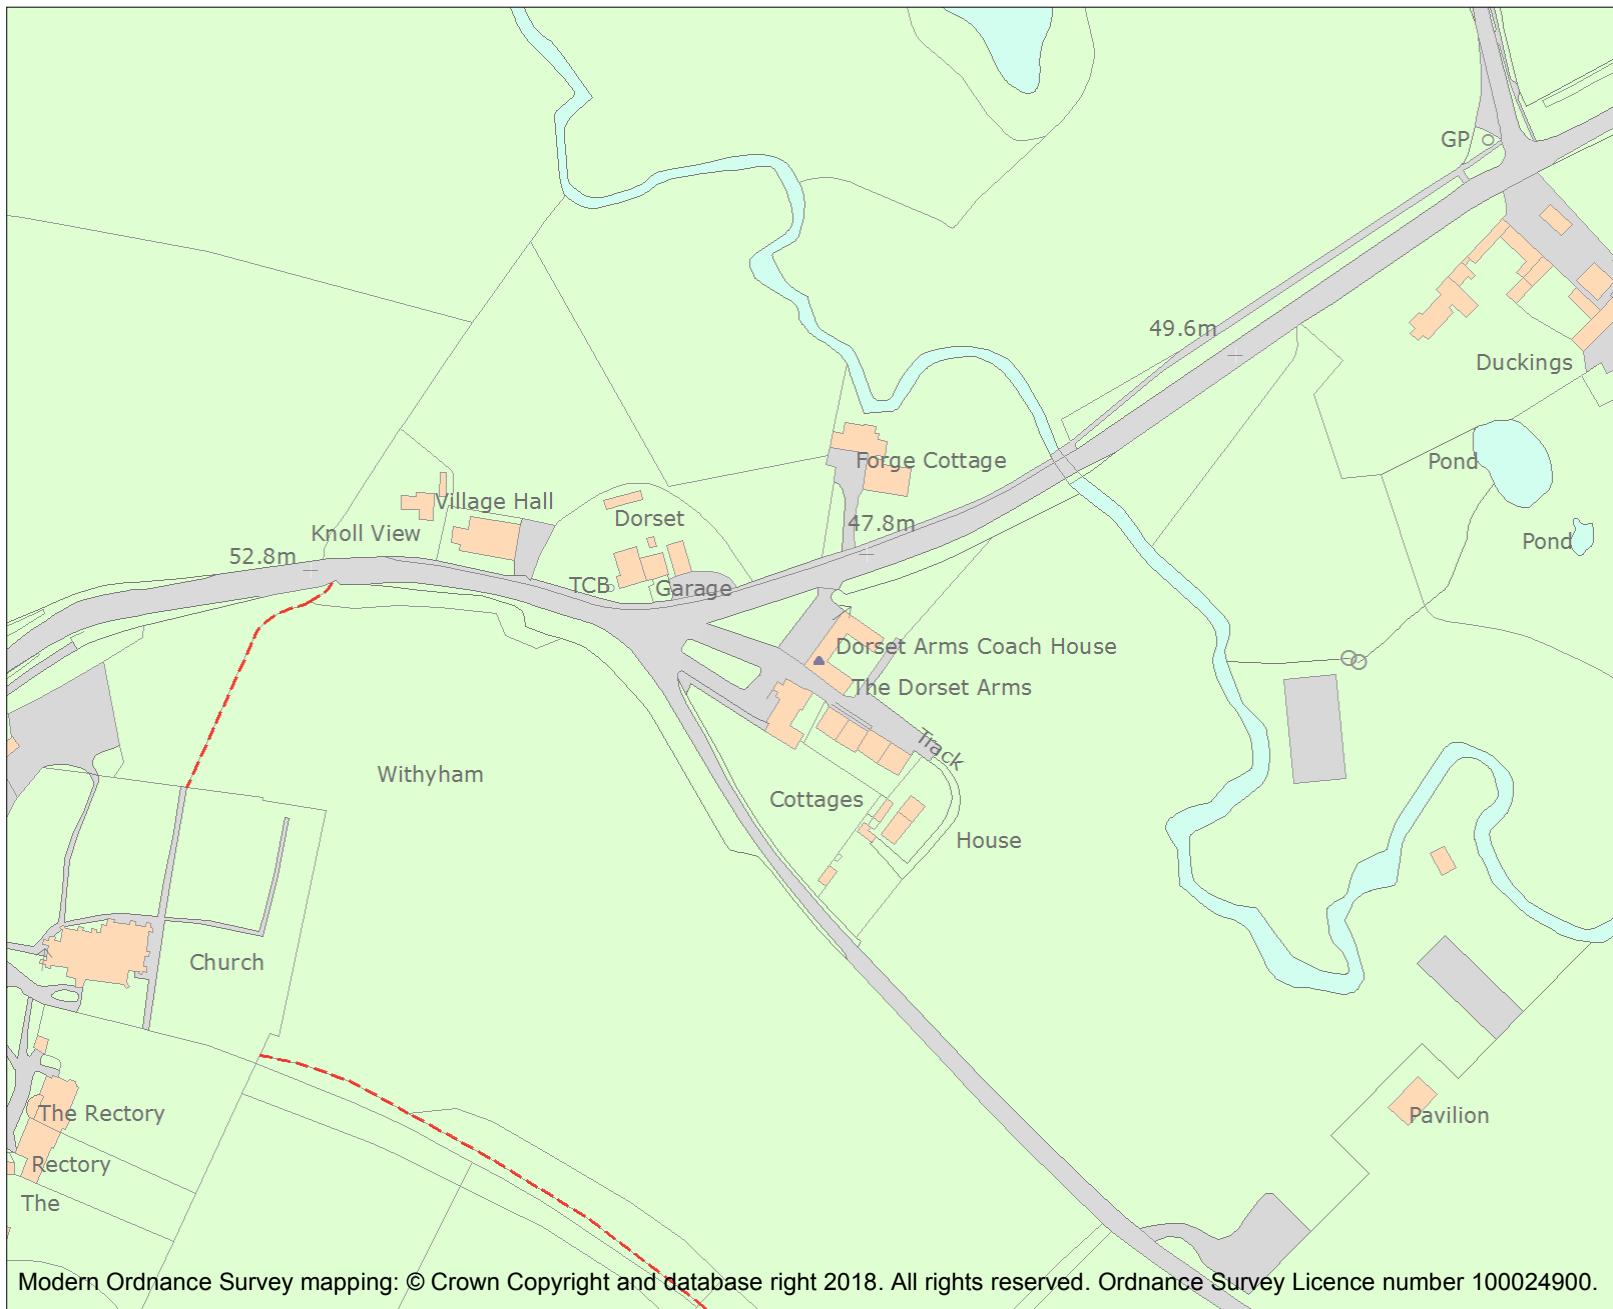 GP
49.6m
Duckings
Forge Cottage
Pond
Village Hall
Dorset
Knoll View
47.8m
Pond
52.8m
TCB
Garage
Dorset Arms Coach House
The Dorset Arms
Track
Withyham
Cottages
House
Church
The Rectory
Pavilion
Rectory
The
Modern Ordnance Survey mapping: © Crown Copyright and database right 2018. All rights reserved. Ordnance Survey Licence number 100024900.